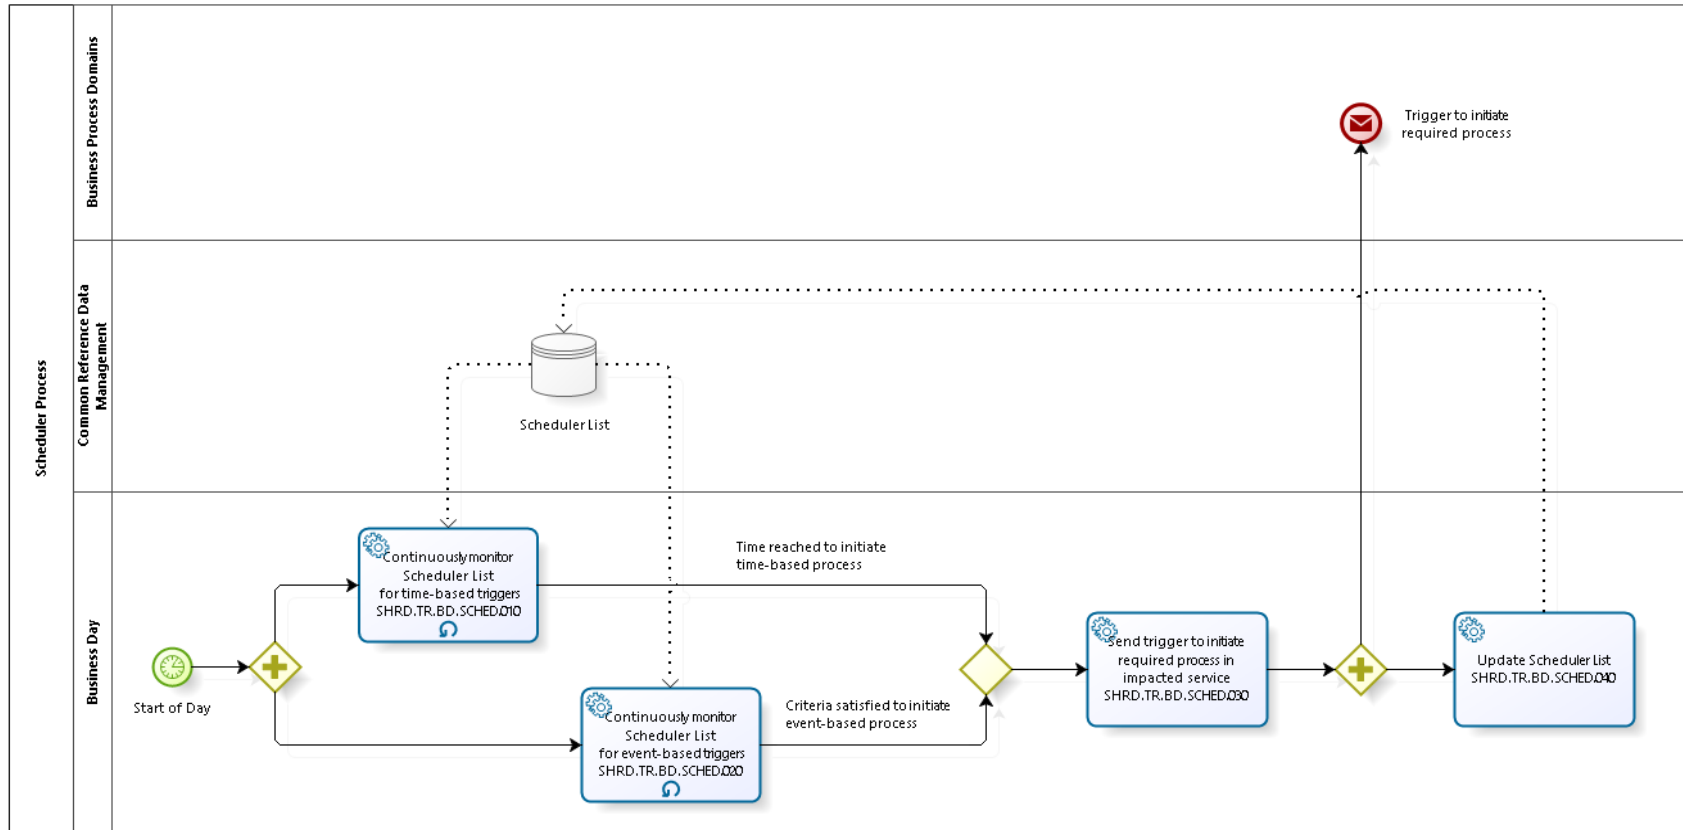 Scheduler Process
Business Process Domains
Trigger to initiate
required process
Common Reference Data
Management
Scheduler List
Business Day
Start of Day
Continuously monitor
Scheduler List
for time-based triggers
SHRD.TR.BD.SCHED.010
Time reached to initiate
time-based process
Continuously monitor
Scheduler List
for event-based triggers
SHRD.TR.BD.SCHED.020
Criteria satisfied to initiate
event-based process
Send trigger to initiate
required process in
impacted service
SHRD.TR.BD.SCHED.030
Update Scheduler List
SHRD.TR.BD.SCHED.040